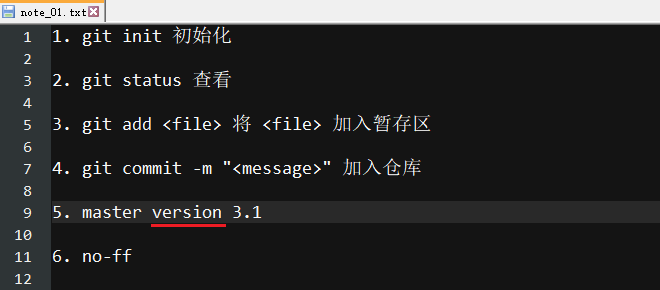 note_01.txt
1 1. git init 初始化
2
3 2. git status 查看
4
5 3. git add <file> 将 <file> 加入暂存区
6
7 4. git commit -m "<message>" 加入仓库
8
9 5. master version 3.1
10
11 6. no-ff
12